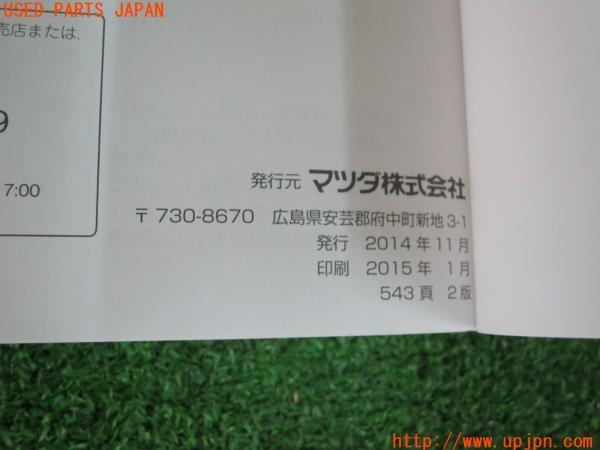 USED PARTS JAPAN
売店または、
9
7:00
発行元 マツダ株式会社
〒730-8670 広島県安芸郡府中町新地3-1
発行 2014年11月
印刷 2015年 1月
543頁 2版
http://www.upjpn.com/